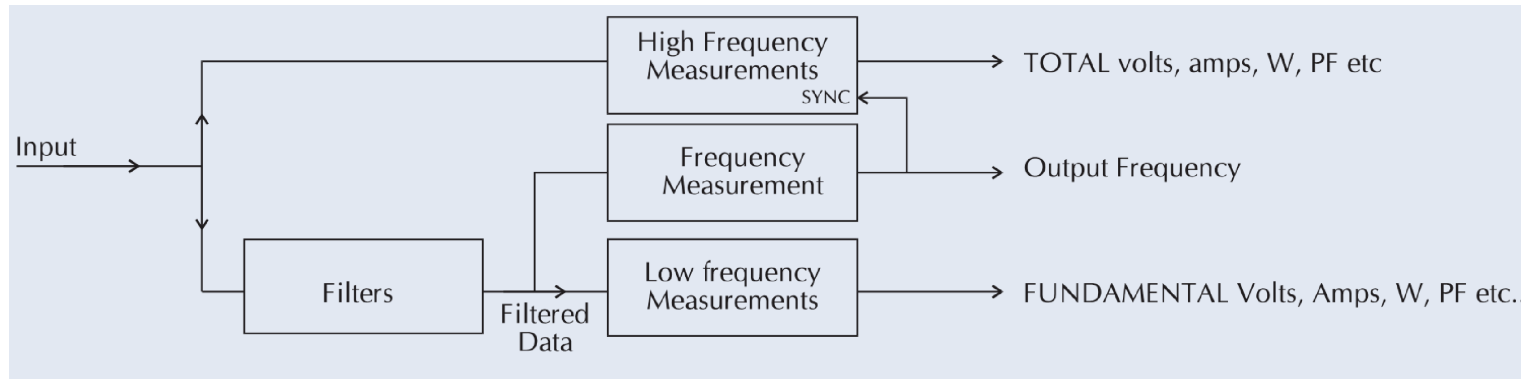 High Frequency
Measurements
SYNC
TOTAL volts, amps, W, PF etc
Input
Frequency
Measurement
Output Frequency
Filters
Filtered
Data
Low frequency
Measurements
FUNDAMENTAL Volts, Amps, W, PF etc..